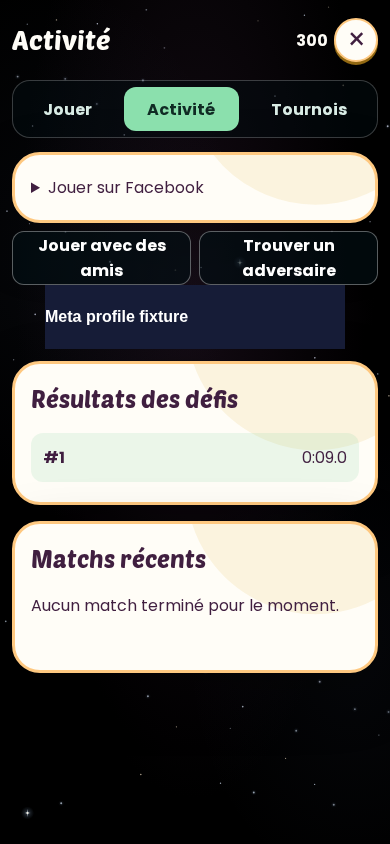 Activité
300 ×
Jouer Activité Tournois
▶ Jouer sur Facebook
Jouer avec des
amis
Trouver un
adversaire
Meta profile fixture
Résultats des défis
#1 0:09.0
Matchs récents
Aucun match terminé pour le moment.